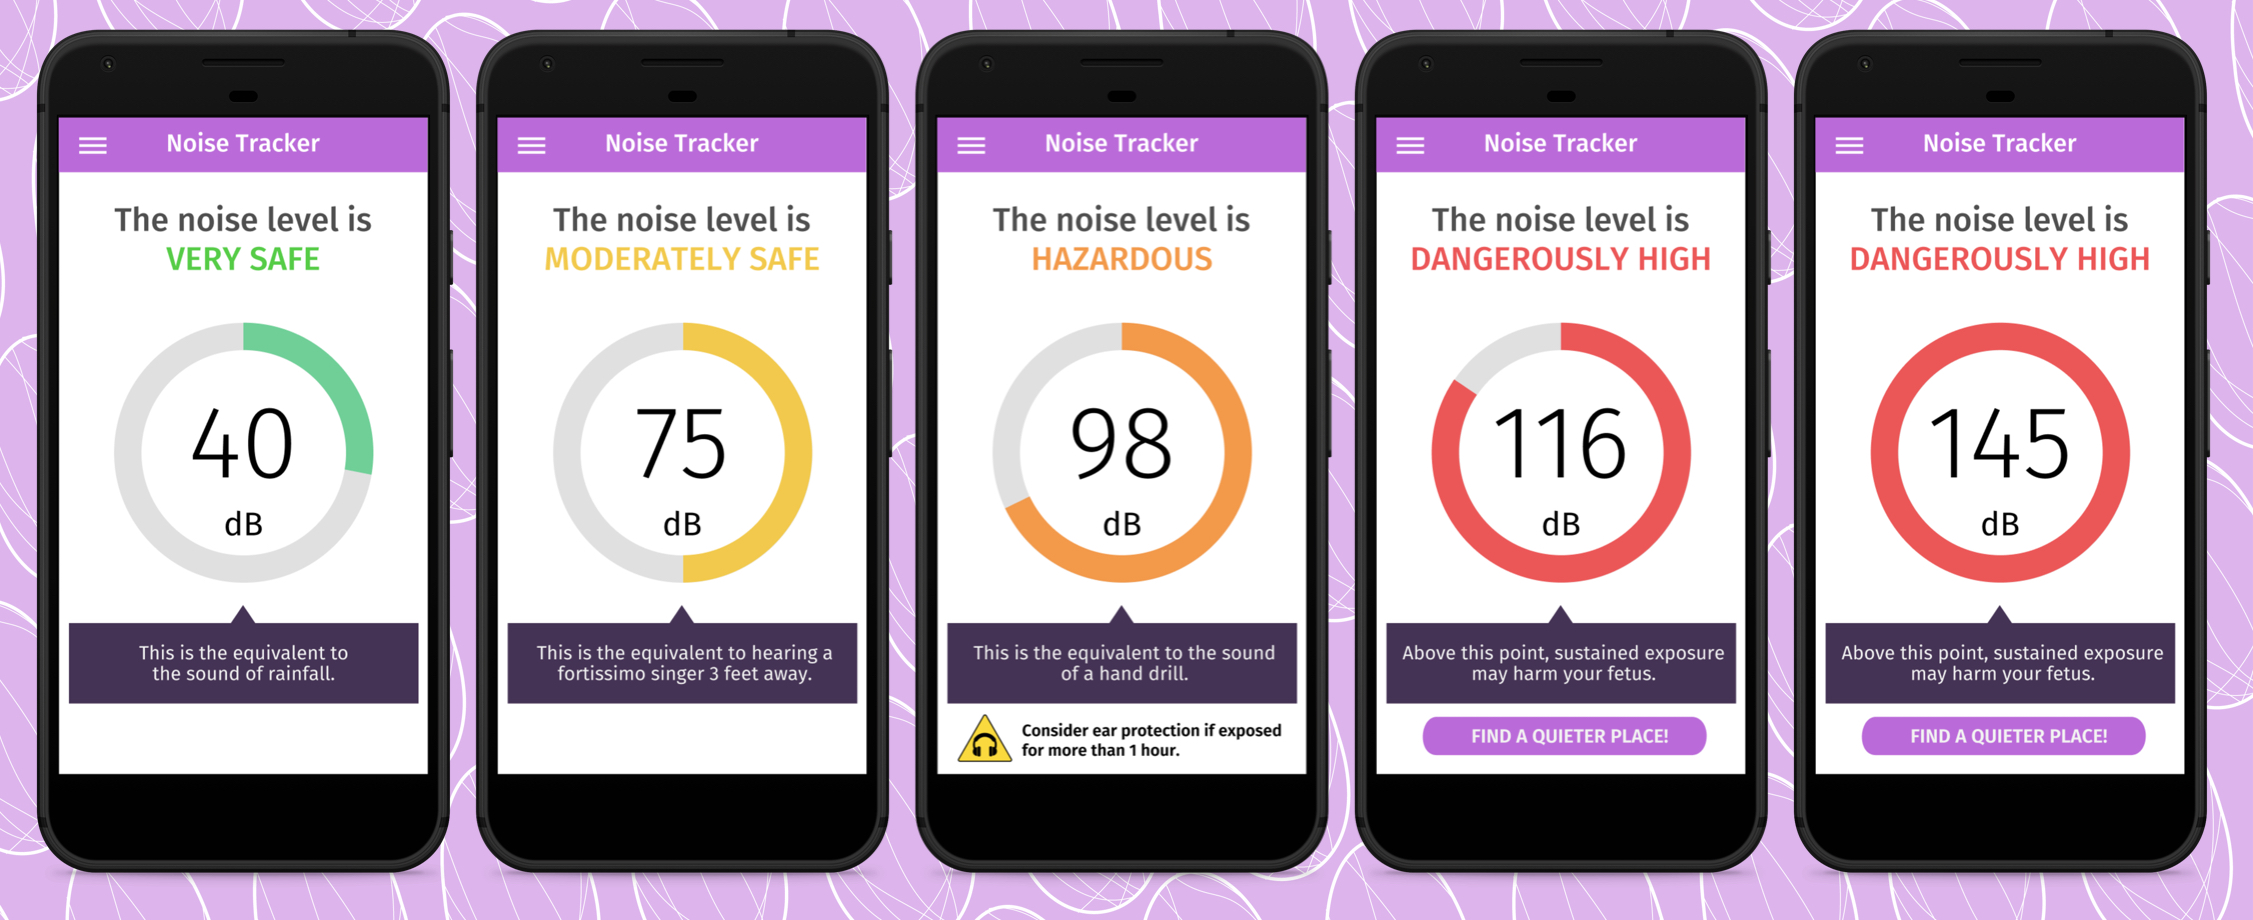 Noise Tracker
The noise level is
VERY SAFE
40
dB
This is the equivalent to
the sound of rainfall.
Noise Tracker
The noise level is
MODERATELY SAFE
75
dB
This is the equivalent to hearing a
fortissimo singer 3 feet away.
Noise Tracker
The noise level is
HAZARDOUS
98
dB
This is the equivalent to the sound
of a hand drill.
Consider ear protection if exposed
for more than 1 hour.
Noise Tracker
The noise level is
DANGEROUSLY HIGH
116
dB
Above this point, sustained exposure
may harm your fetus.
FIND A QUIETER PLACE!
Noise Tracker
The noise level is
DANGEROUSLY HIGH
145
dB
Above this point, sustained exposure
may harm your fetus.
FIND A QUIETER PLACE!